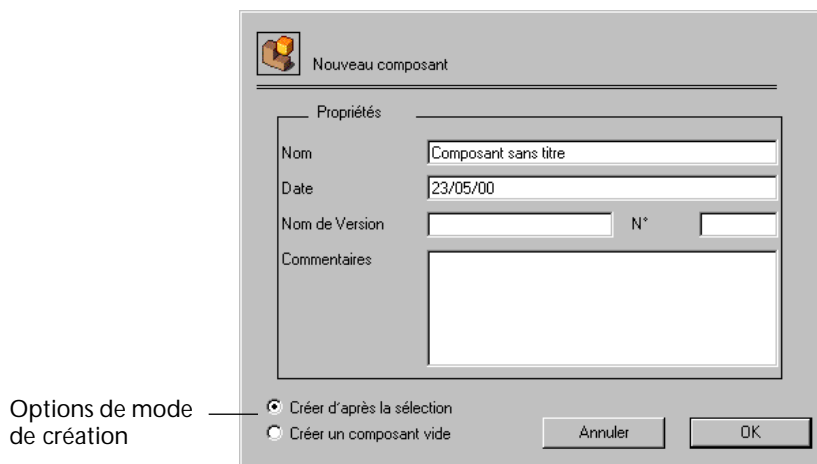 Nouveau composant
Propriétés
Nom
Composant sans titre
Date
23/05/00
Nom de Version
N°
Commentaires
Options de mode
de création
Créer d'après la sélection
Créer un composant vide
Annuler
OK